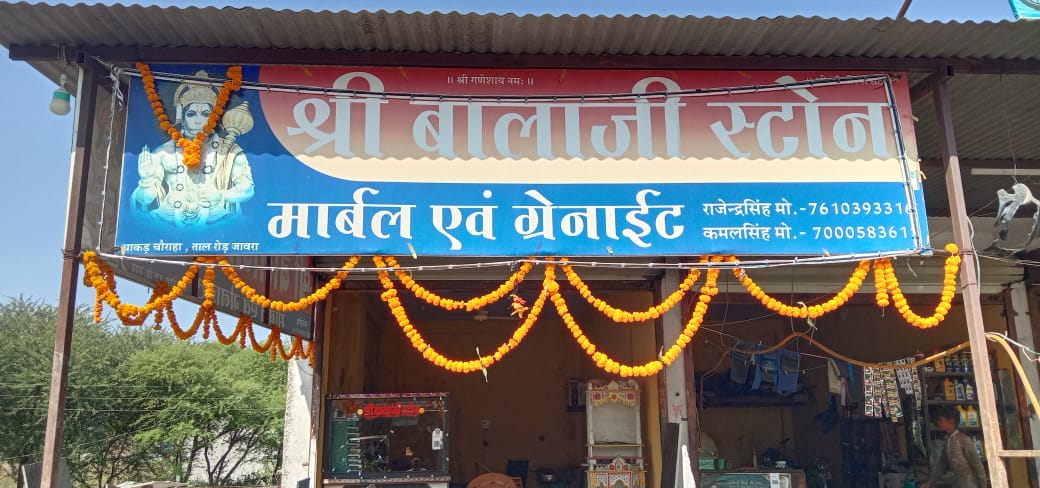 ॥ श्री गणेशाय नमः ॥
श्री बालाजी स्टोन
मार्बल एवं ग्रेनाईट
राजेन्द्रसिंह मो.-7610393316
कमलसिंह मो.- 700058361
धाकड़ चौराहा , ताल रोड़ जावरा